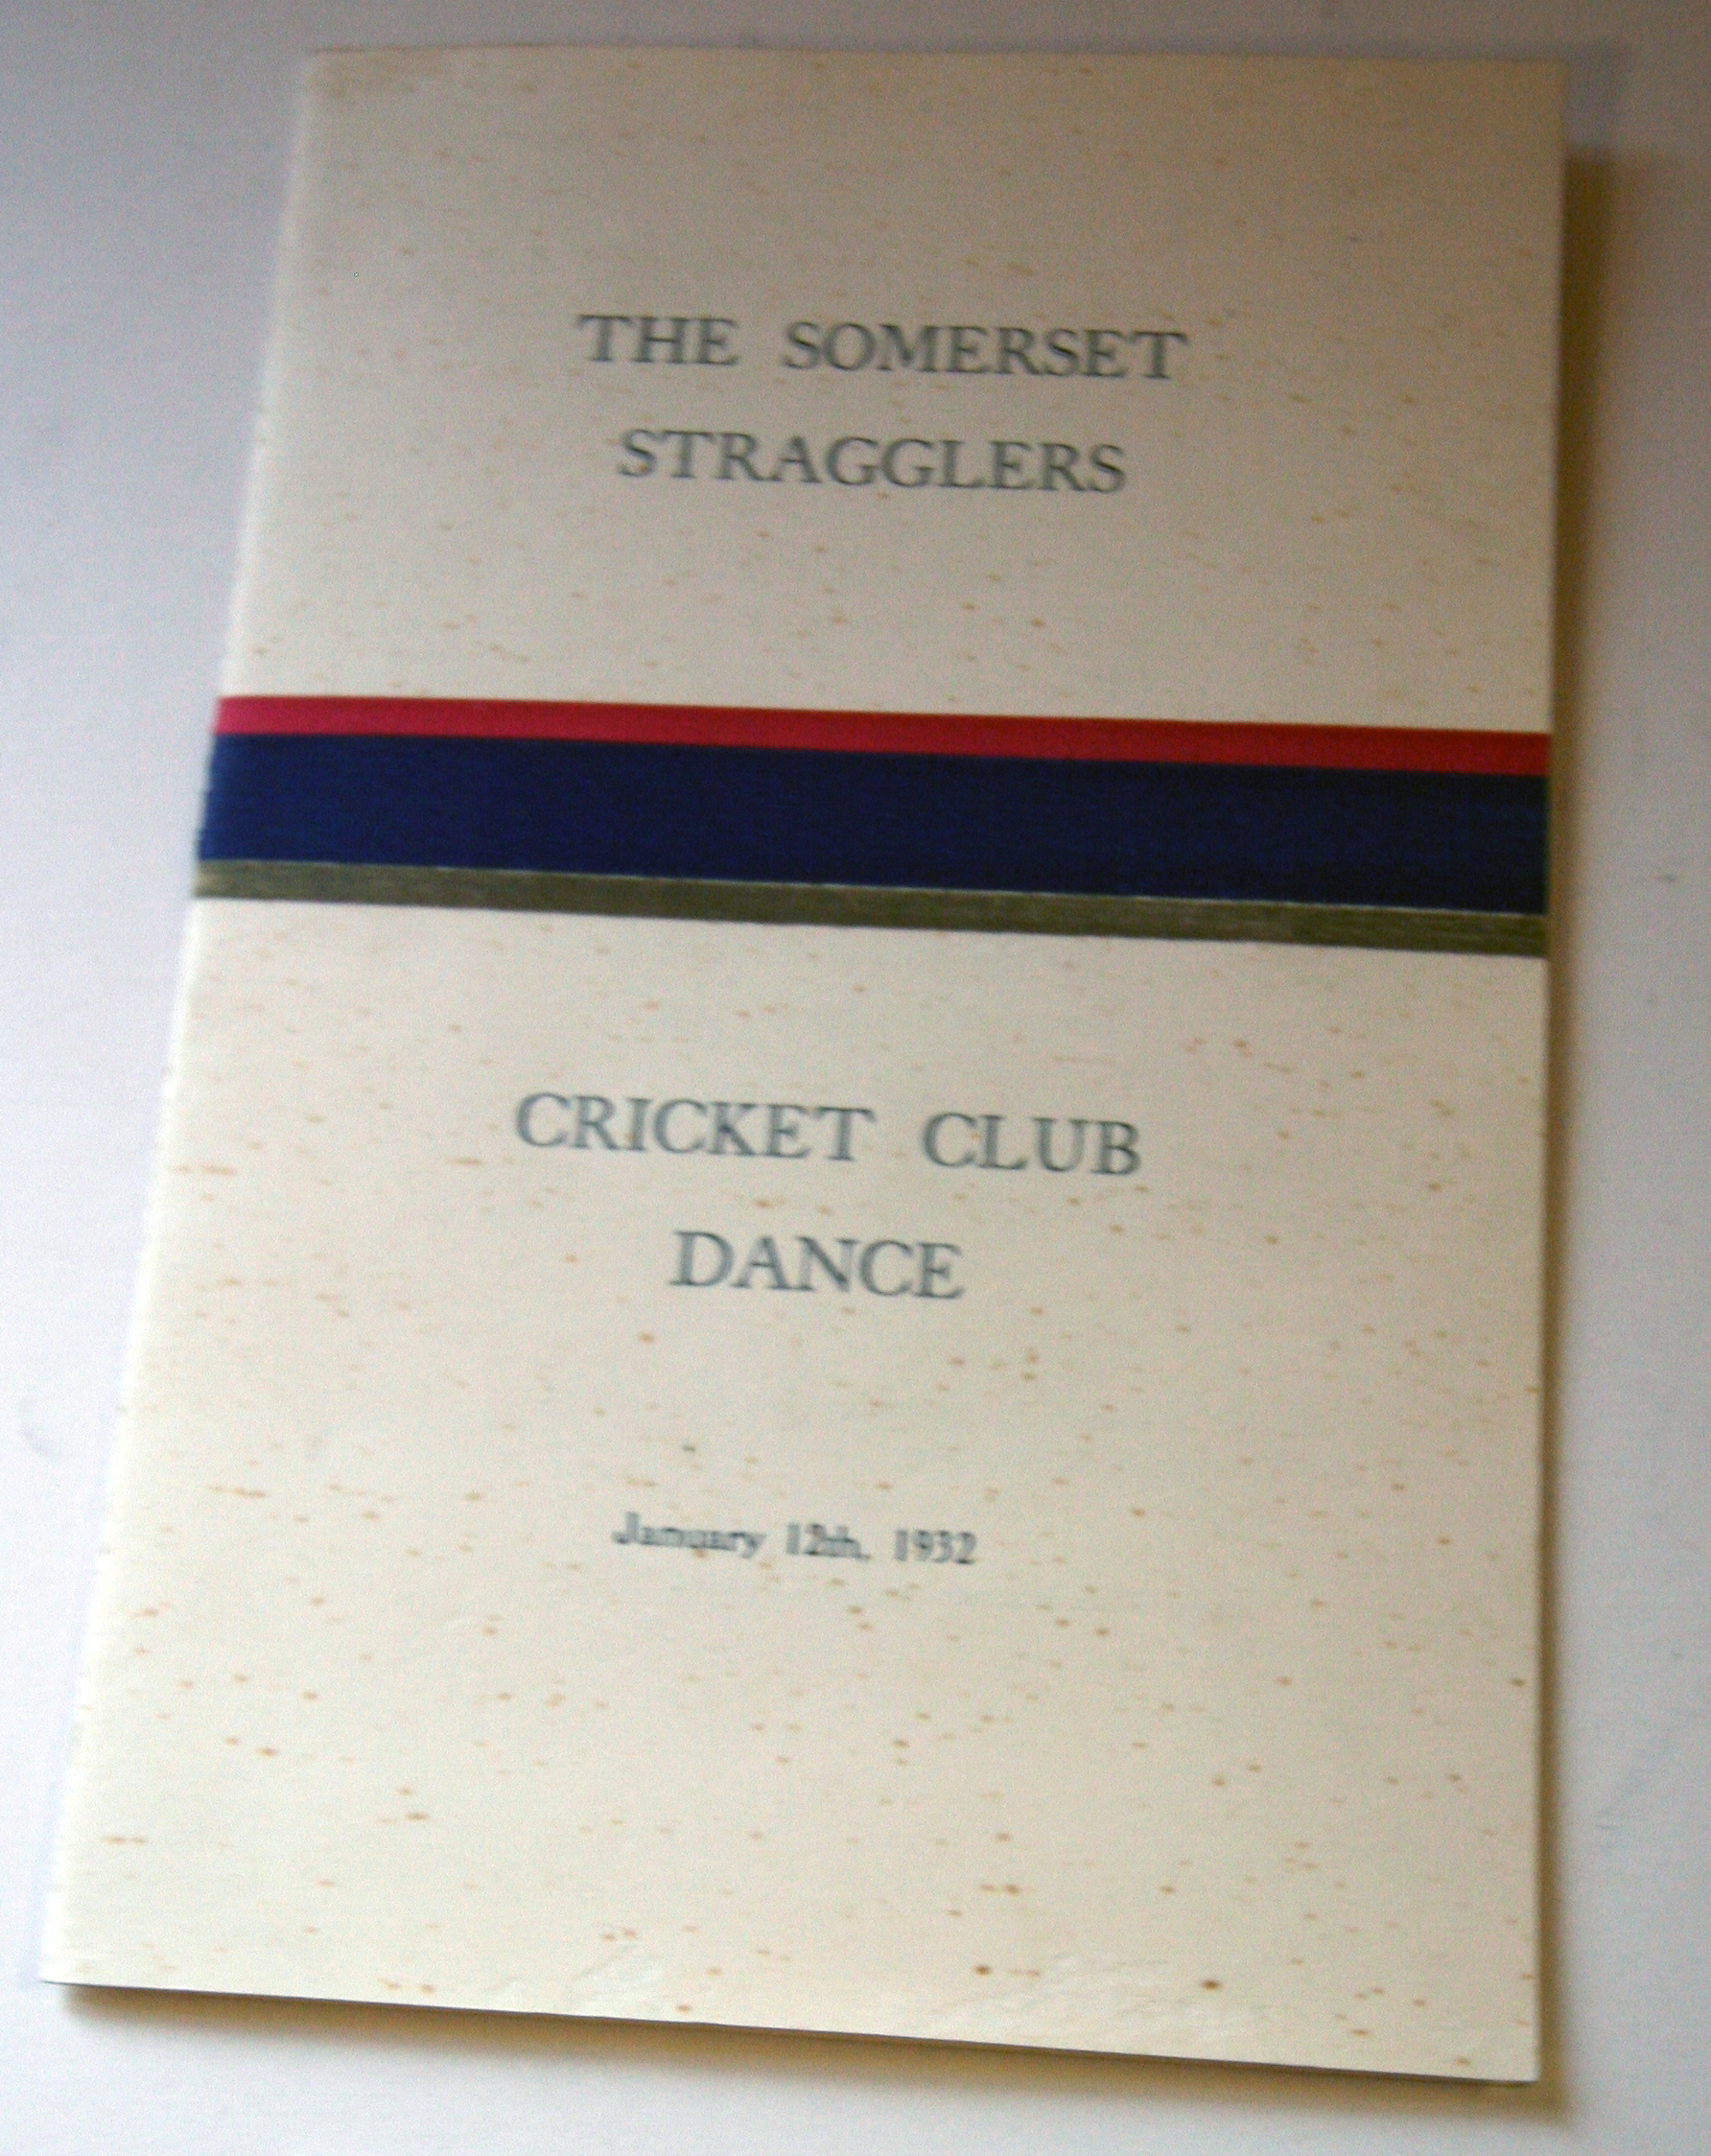 THE SOMERSET
STRAGGLERS
CRICKET CLUB
DANCE
January 12th, 1932